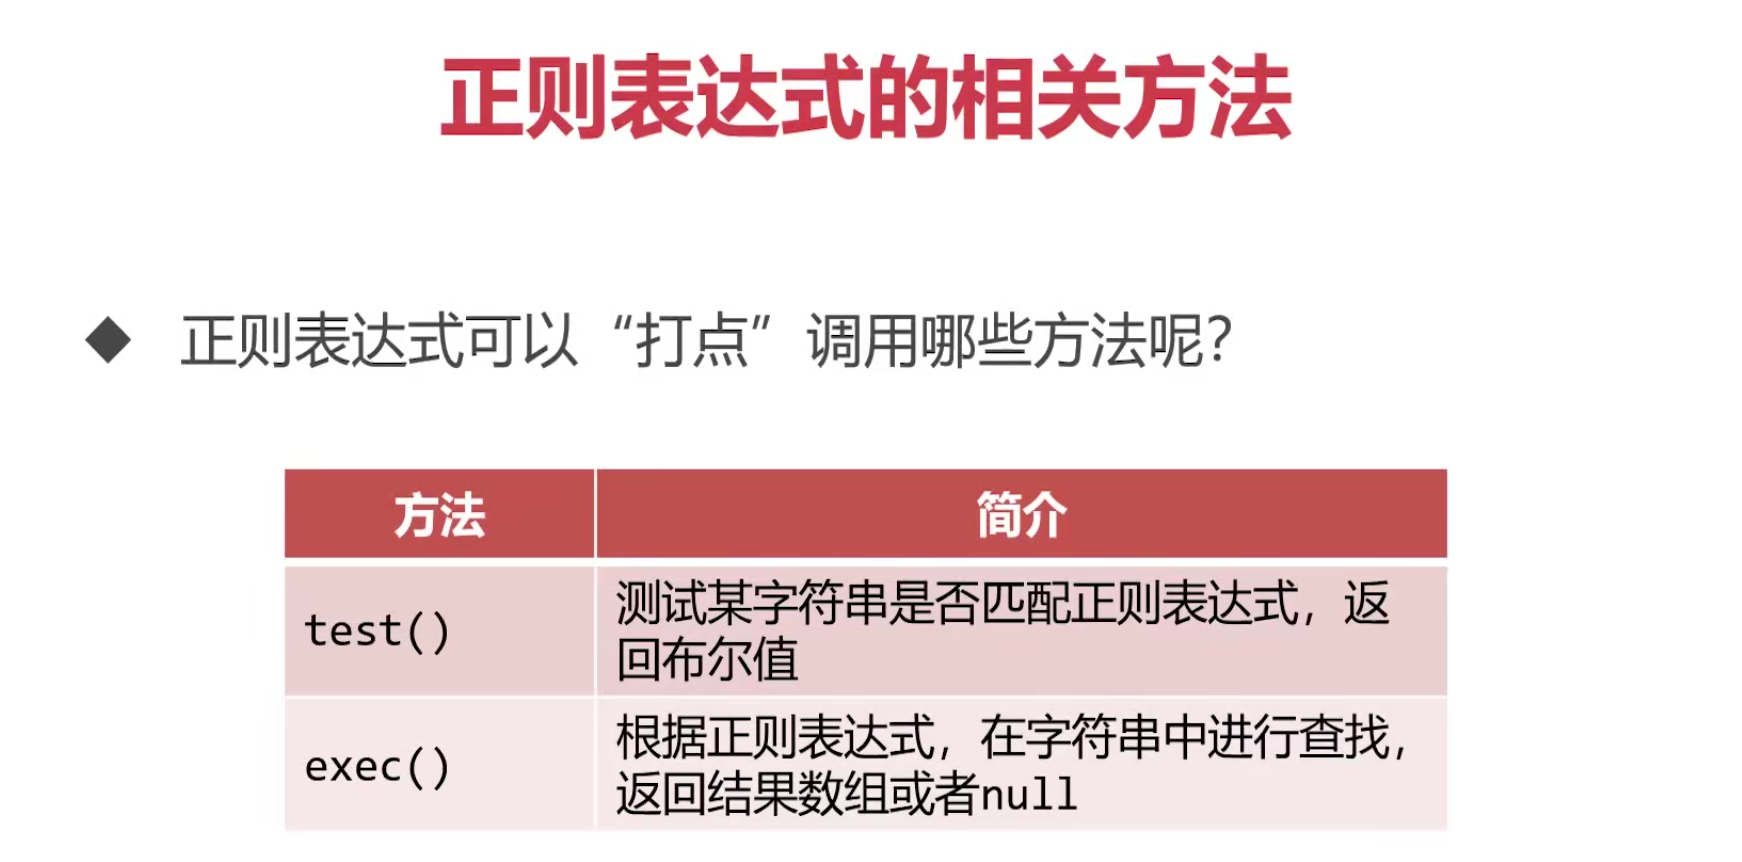 正则表达式的相关方法
◆ 正则表达式可以“打点”调用哪些方法呢？
方法 简介
test() 测试某字符串是否匹配正则表达式，返
回布尔值
exec() 根据正则表达式，在字符串中进行查找，
返回结果数组或者null